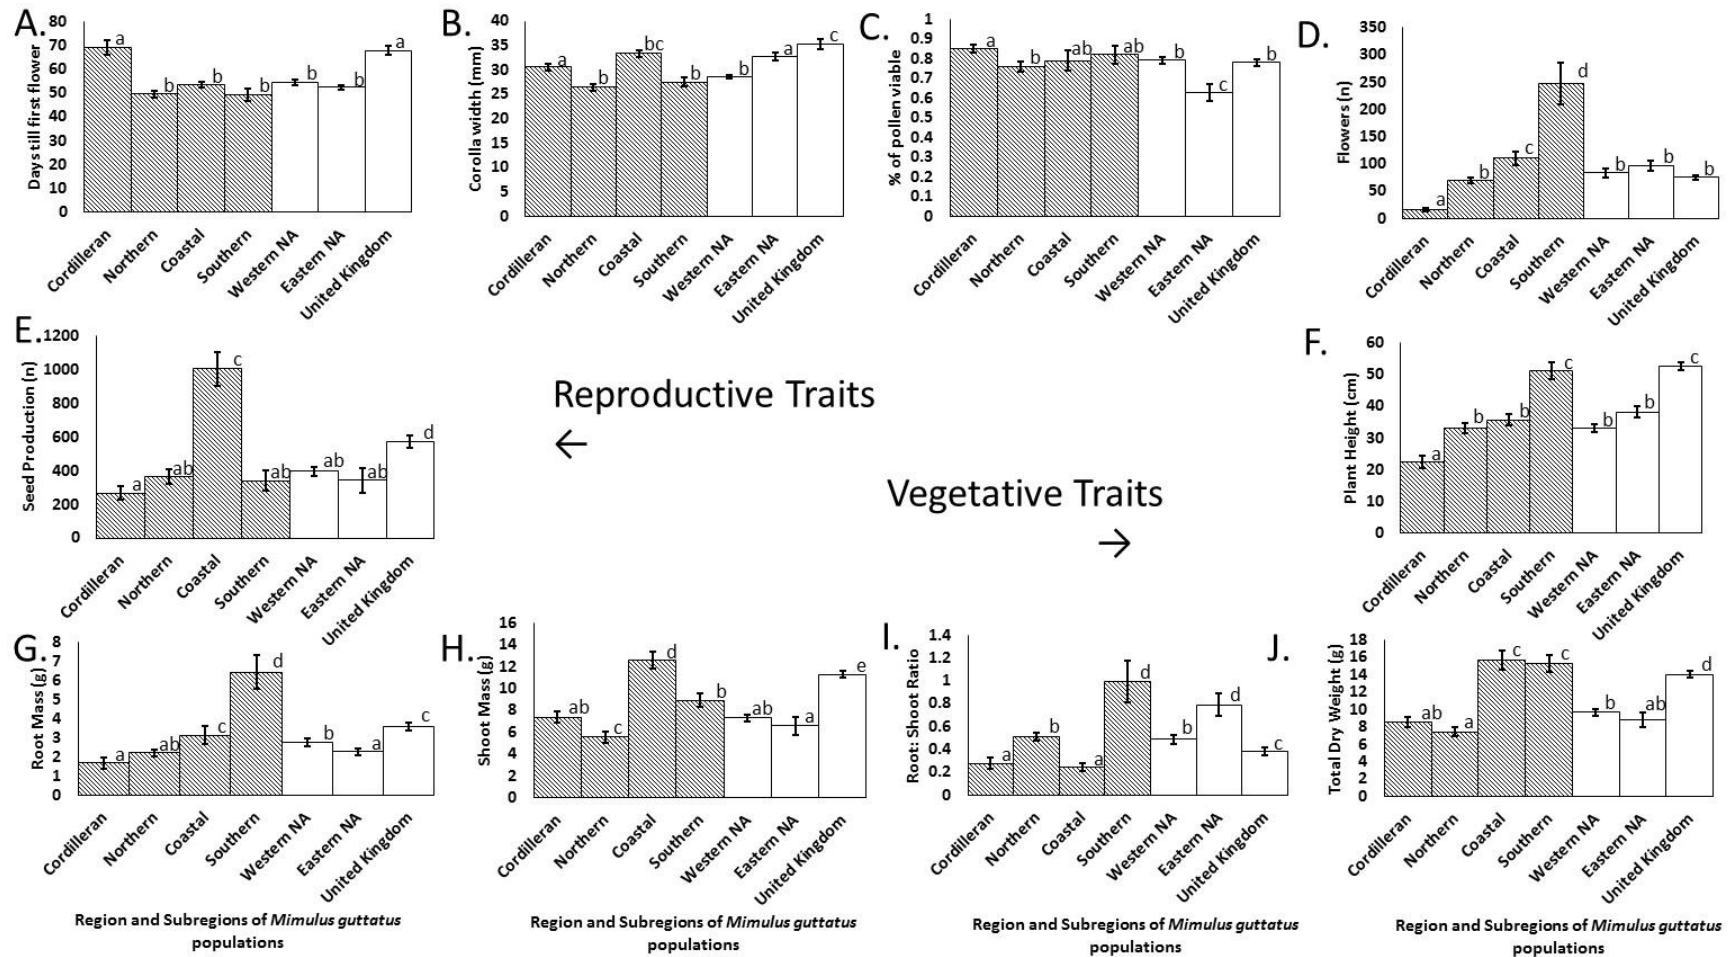 A.
Days till first flower
80
70
60
50
40
30
20
10
0
a
b
b
b
b
b
a
Cordilleran
Northern
Coastal
Southern
Western NA
Eastern NA
United Kingdom
B.
Corolla width (mm)
40
35
30
25
20
15
10
5
0
a
b
bc
b
b
a
c
Cordilleran
Northern
Coastal
Southern
Western NA
Eastern NA
United Kingdom
C.
% of pollen viable
1
0.9
0.8
0.7
0.6
0.5
0.4
0.3
0.2
0.1
0
a
b
ab
ab
b
c
b
Cordilleran
Northern
Coastal
Southern
Western NA
Eastern NA
United Kingdom
D.
Flowers (n)
350
300
250
200
150
100
50
0
a
b
c
d
b
b
b
Cordilleran
Northern
Coastal
Southern
Western NA
Eastern NA
United Kingdom
E.
Seed Production (n)
1200
1000
800
600
400
200
0
a
ab
c
ab
ab
ab
d
Cordilleran
Northern
Coastal
Southern
Western NA
Eastern NA
United Kingdom
Reproductive Traits
←
Vegetative Traits
→
F.
Plant Height (cm)
60
50
40
30
20
10
0
a
b
b
c
b
b
c
Cordilleran
Northern
Coastal
Southern
Western NA
Eastern NA
United Kingdom
G.
Root Mass (g)
8
7
6
5
4
3
2
1
0
a
ab
c
d
b
a
c
Cordilleran
Northern
Coastal
Southern
Western NA
Eastern NA
United Kingdom
Region and Subregions of Mimulus guttatus
populations
H.
Shoot Mass (g)
16
14
12
10
8
6
4
2
0
ab
c
d
b
ab
a
e
Cordilleran
Northern
Coastal
Southern
Western NA
Eastern NA
United Kingdom
Region and Subregions of Mimulus guttatus
populations
I.
Root: Shoot Ratio
1.4
1.2
1
0.8
0.6
0.4
0.2
0
a
b
a
d
b
d
c
Cordilleran
Northern
Coastal
Southern
Western NA
Eastern NA
United Kingdom
Region and Subregions of Mimulus guttatus
populations
J.
Total Dry Weight (g)
18
16
14
12
10
8
6
4
2
0
ab
a
c
c
b
ab
d
Cordilleran
Northern
Coastal
Southern
Western NA
Eastern NA
United Kingdom
Region and Subregions of Mimulus guttatus
populations